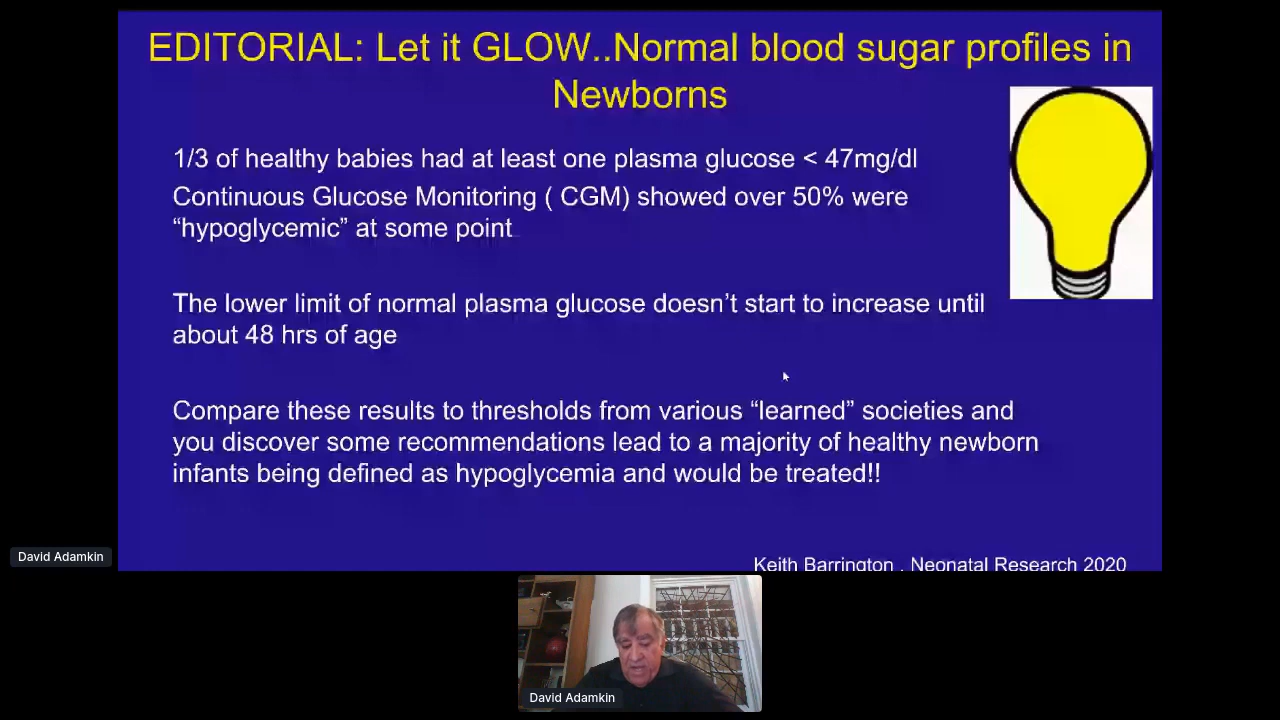 EDITORIAL: Let it GLOW..Normal blood sugar profiles in
Newborns
1/3 of healthy babies had at least one plasma glucose < 47mg/dl
Continuous Glucose Monitoring ( CGM) showed over 50% were
“hypoglycemic” at some point
The lower limit of normal plasma glucose doesn’t start to increase until
about 48 hrs of age
Compare these results to thresholds from various “learned” societies and
you discover some recommendations lead to a majority of healthy newborn
infants being defined as hypoglycemia and would be treated!!
Keith Barrington , Neonatal Research 2020
David Adamkin
David Adamkin